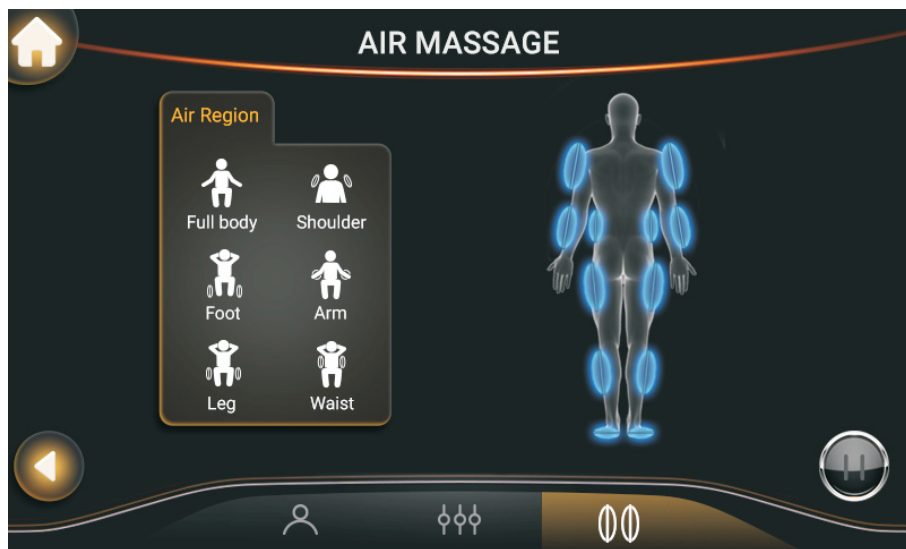 AIR MASSAGE
Air Region
Full body
Shoulder
Foot
Arm
Leg
Waist